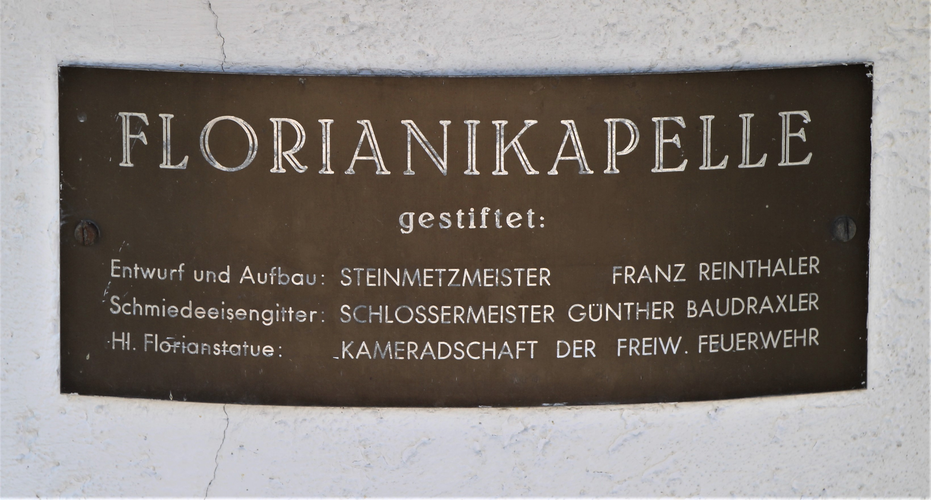 FLORIANIKAPELLE
gestiftet:
Entwurf und Aufbau: STEINMETZMEISTER FRANZ REINTHALER
Schmiedeeisengitter: SCHLOSSERMEISTER GÜNTHER BAUDRAXLER
Hl. Florianstatue: KAMERADSCHAFT DER FREIW. FEUERWEHR